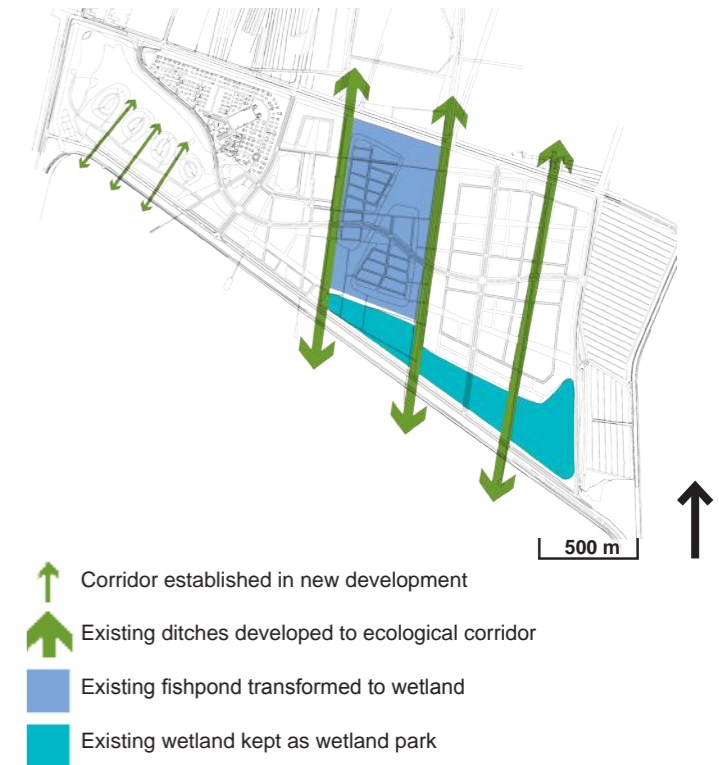 500 m
Corridor established in new development
Existing ditches developed to ecological corridor
Existing fishpond transformed to wetland
Existing wetland kept as wetland park